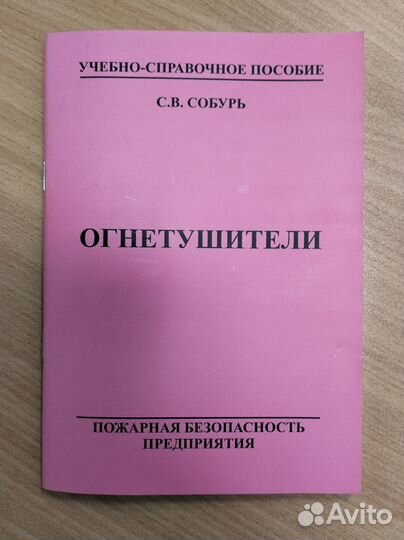 УЧЕБНО-СПРАВОЧНОЕ ПОСОБИЕ
С.В. СОБУРЬ
ОГНЕТУШИТЕЛИ
ПОЖАРНАЯ БЕЗОПАСНОСТЬ
ПРЕДПРИЯТИЯ
Avito